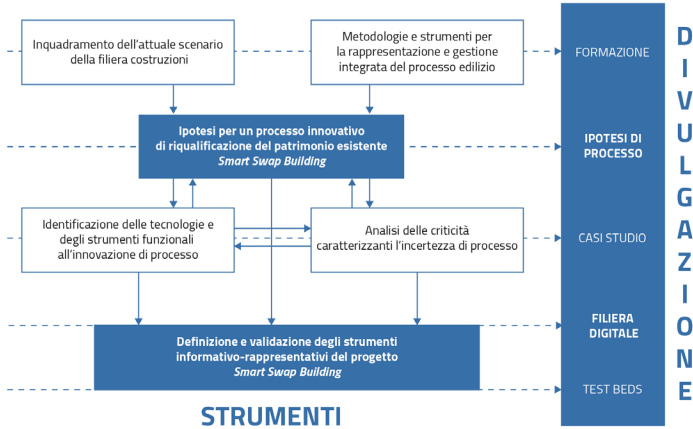 Inquadramento dell'attuale scenario
della filiera costruzioni
Metodologie e strumenti per
la rappresentazione e gestione
integrata del processo edilizio
FORMAZIONE
Ipotesi per un processo innovativo
di riqualificazione del patrimonio esistente
Smart Swap Building
IPOTESI DI
PROCESSO
Identificazione delle tecnologie e
degli strumenti funzionali
all'innovazione di processo
Analisi delle criticità
caratterizzanti l'incertezza di processo
CASI STUDIO
Definizione e validazione degli strumenti
informativo-rappresentativi del progetto
Smart Swap Building
FILIERA
DIGITALE
TEST BEDS
STRUMENTI
DIVULGAZIONE